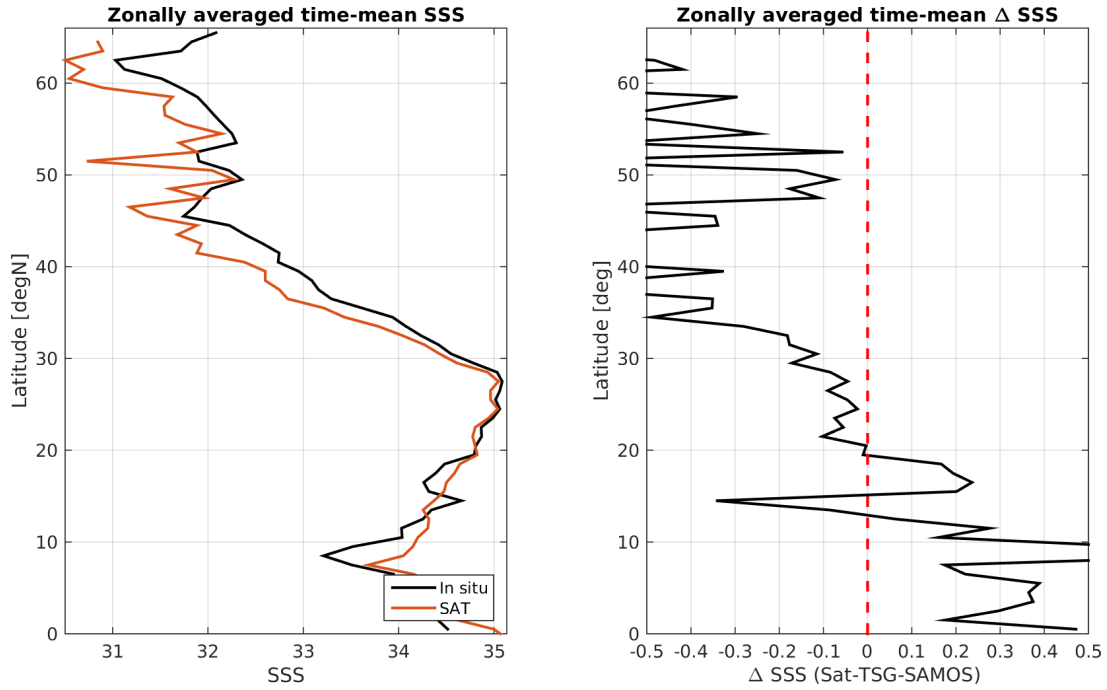 Zonally averaged time-mean SSS
Latitude [degN]
60
50
40
30
20
10
0
31 32 33 34 35
SSS
In situ
SAT
Zonally averaged time-mean Δ SSS
Latitude [deg]
60
50
40
30
20
10
0
-0.5 -0.4 -0.3 -0.2 -0.1 0 0.1 0.2 0.3 0.4 0.5
Δ SSS (Sat-TSG-SAMOS)